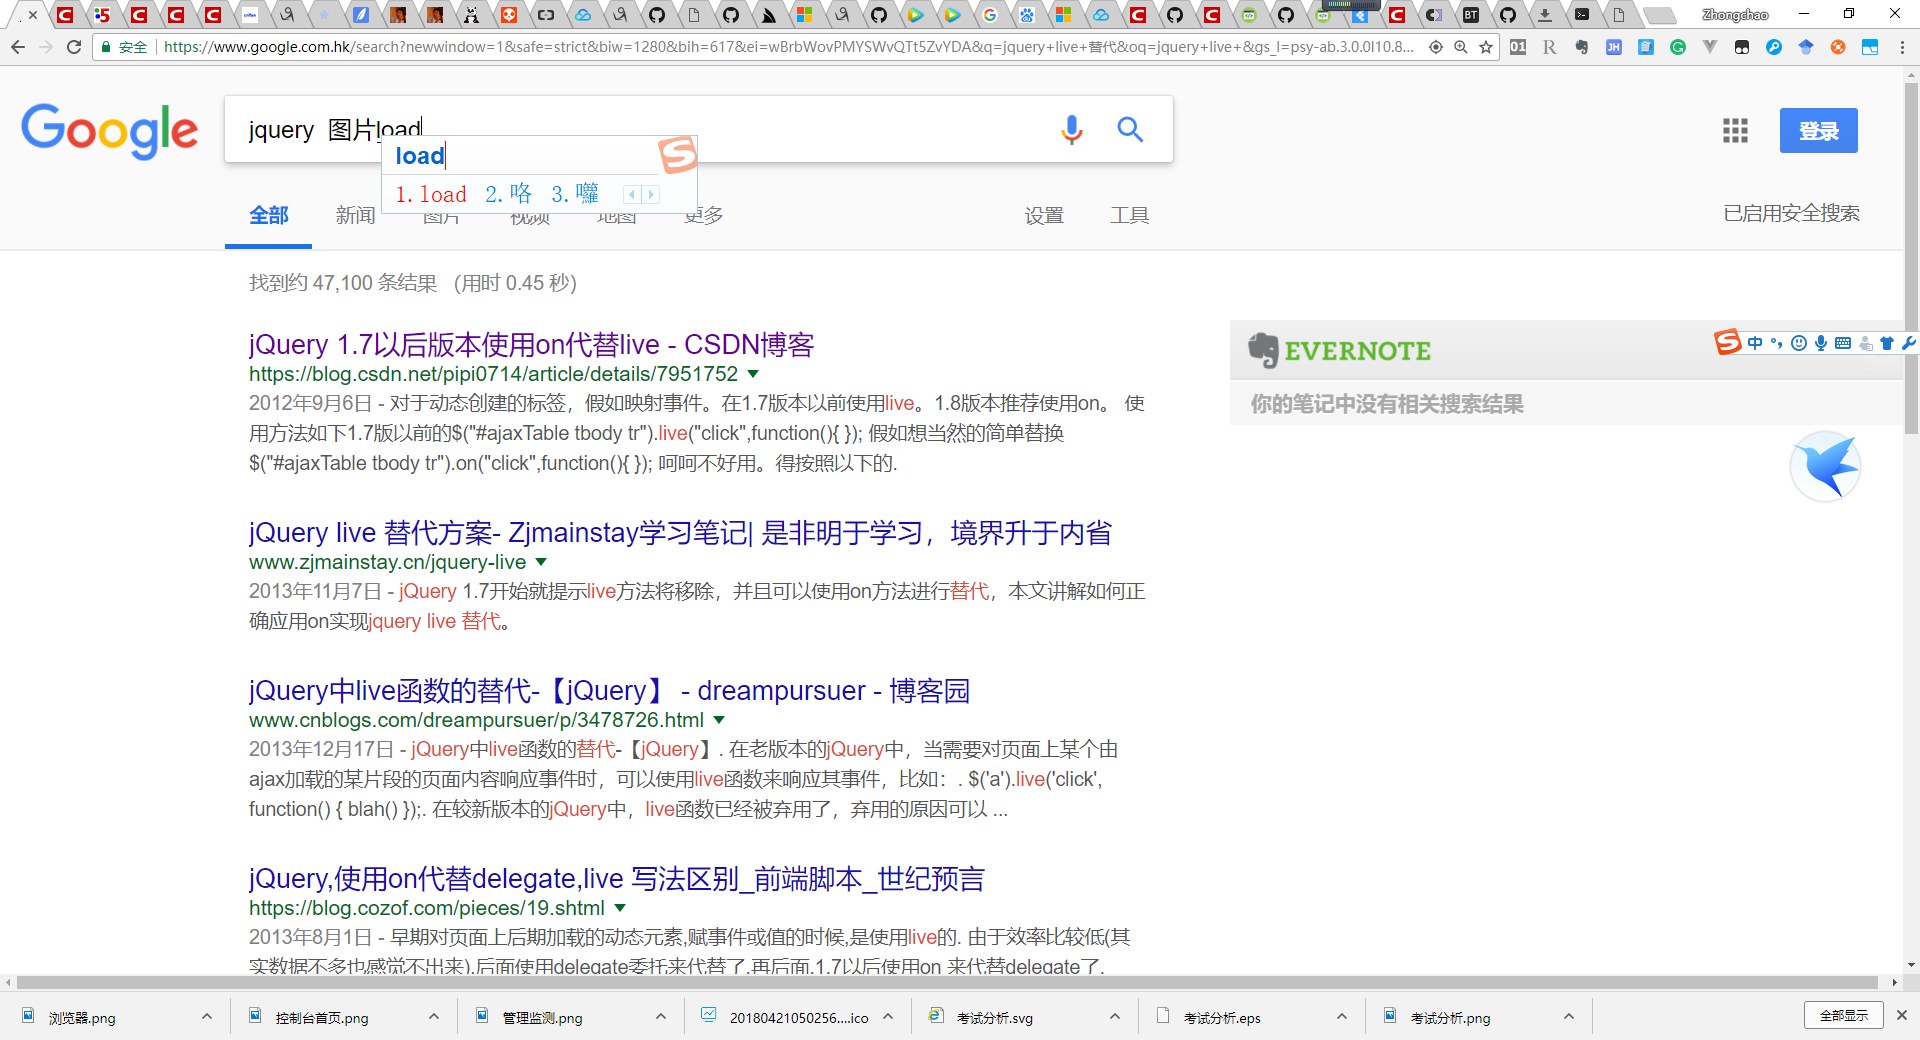 Zhongchao
安全 https://www.google.com.hk/search?newwindow=1&safe=strict&biw=1280&bih=617&ei=wBrbWovPMYSWvQTt5ZvYDA&q=jquery+live+替代&oq=jquery+live+&gs_l=psy-ab.3.0.0l10.8...
Google
jquery 图片load
load
1.load 2.咯 3.囖
全部 新闻 图片 视频 地图 更多 设置 工具
已启用安全搜索
登录
找到约 47,100 条结果 （用时 0.45 秒）
jQuery 1.7以后版本使用on代替live - CSDN博客
https://blog.csdn.net/pipi0714/article/details/7951752
2012年9月6日 - 对于动态创建的标签，假如映射事件。在1.7版本以前使用live。1.8版本推荐使用on。 使
用方法如下1.7版以前的$("#ajaxTable tbody tr").live("click",function(){ }); 假如想当然的简单替换
$("#ajaxTable tbody tr").on("click",function(){ }); 呵呵不好用。得按照以下的.
EVERNOTE
你的笔记中没有相关搜索结果
中
jQuery live 替代方案- Zjmainstay学习笔记| 是非明于学习，境界升于内省
www.zjmainstay.cn/jquery-live
2013年11月7日 - jQuery 1.7开始就提示live方法将移除，并且可以使用on方法进行替代，本文讲解如何正
确应用on实现jquery live 替代。
jQuery中live函数的替代-【jQuery】 - dreampursuer - 博客园
www.cnblogs.com/dreampursuer/p/3478726.html
2013年12月17日 - jQuery中live函数的替代-【jQuery】. 在老版本的jQuery中，当需要对页面上某个由
ajax加载的某片段的页面内容响应事件时，可以使用live函数来响应其事件，比如：. $('a').live('click',
function() { blah() });. 在较新版本的jQuery中，live函数已经被弃用了，弃用的原因可以 ...
jQuery,使用on代替delegate,live 写法区别_前端脚本_世纪预言
https://blog.cozof.com/pieces/19.shtml
2013年8月1日 - 早期对页面上后期加载的动态元素,赋事件或值的时候,是使用live的. 由于效率比较低(其
实数据不多也感觉不出来).后面使用delegate委托来代替了.再后面.1.7以后使用on 来代替delegate了.
浏览器.png 控制台首页.png 管理监测.png 20180421050256....ico 考试分析.svg 考试分析.eps 考试分析.png 全部显示